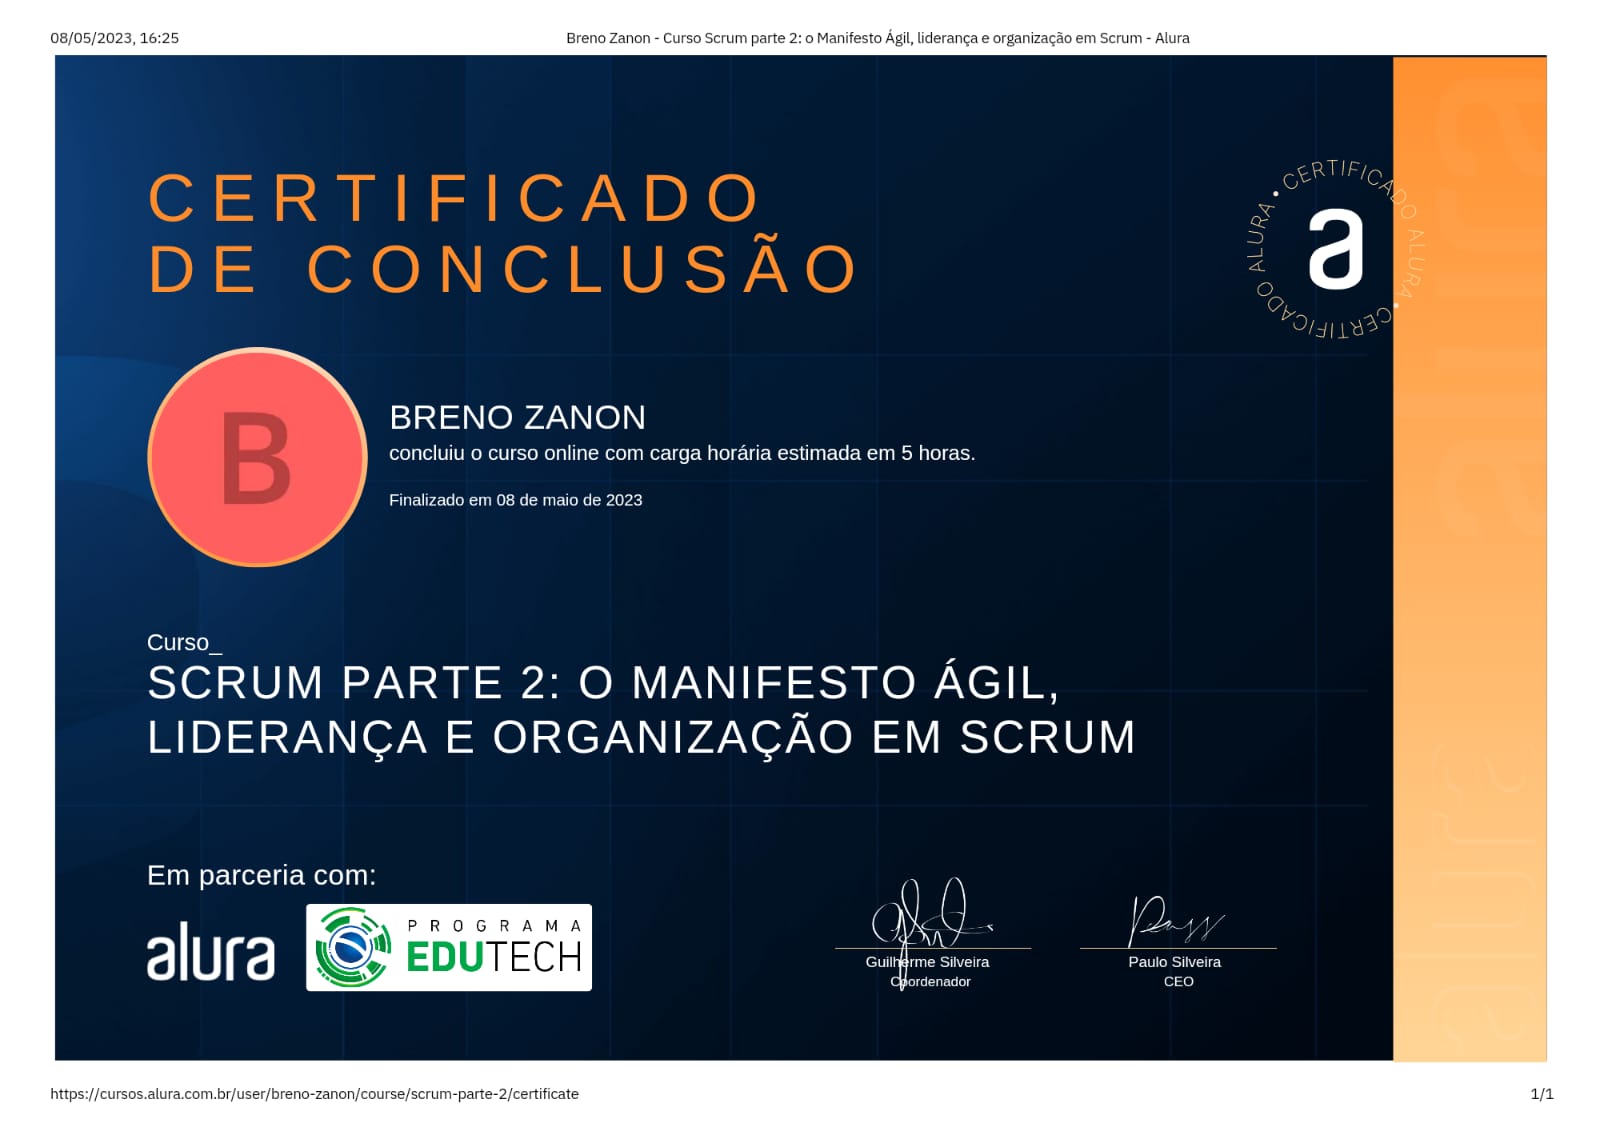 08/05/2023, 16:25
Breno Zanon - Curso Scrum parte 2: o Manifesto Ágil, liderança e organização em Scrum - Alura
CERTIFICADO
DE CONCLUSÃO
CERTIFICADO ALURA • CERTIFICADO ALURA •
a
alura
B
BRENO ZANON
concluiu o curso online com carga horária estimada em 5 horas.
Finalizado em 08 de maio de 2023
Curso_
SCRUM PARTE 2: O MANIFESTO ÁGIL,
LIDERANÇA E ORGANIZAÇÃO EM SCRUM
alura
Em parceria com:
alura
PROGRAMA
EDUTECH
Guilherme Silveira
Coordenador
Paulo Silveira
CEO
https://cursos.alura.com.br/user/breno-zanon/course/scrum-parte-2/certificate
1/1